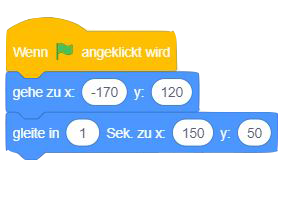 Wenn angeklickt wird
gehe zu x: -170 y: 120
gleite in 1 Sek. zu x: 150 y: 50